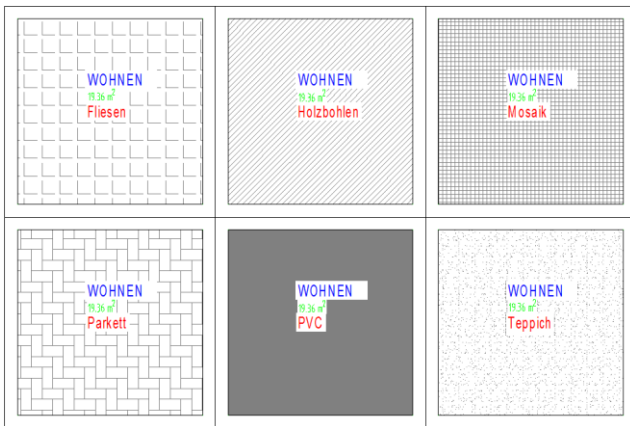 WOHNEN
19.36 m²
Fliesen
WOHNEN
19.36 m²
Holzbohlen
WOHNEN
19.36 m²
Mosaik
WOHNEN
19.36 m²
Parkett
WOHNEN
19.36 m²
PVC
WOHNEN
19.36 m²
Teppich